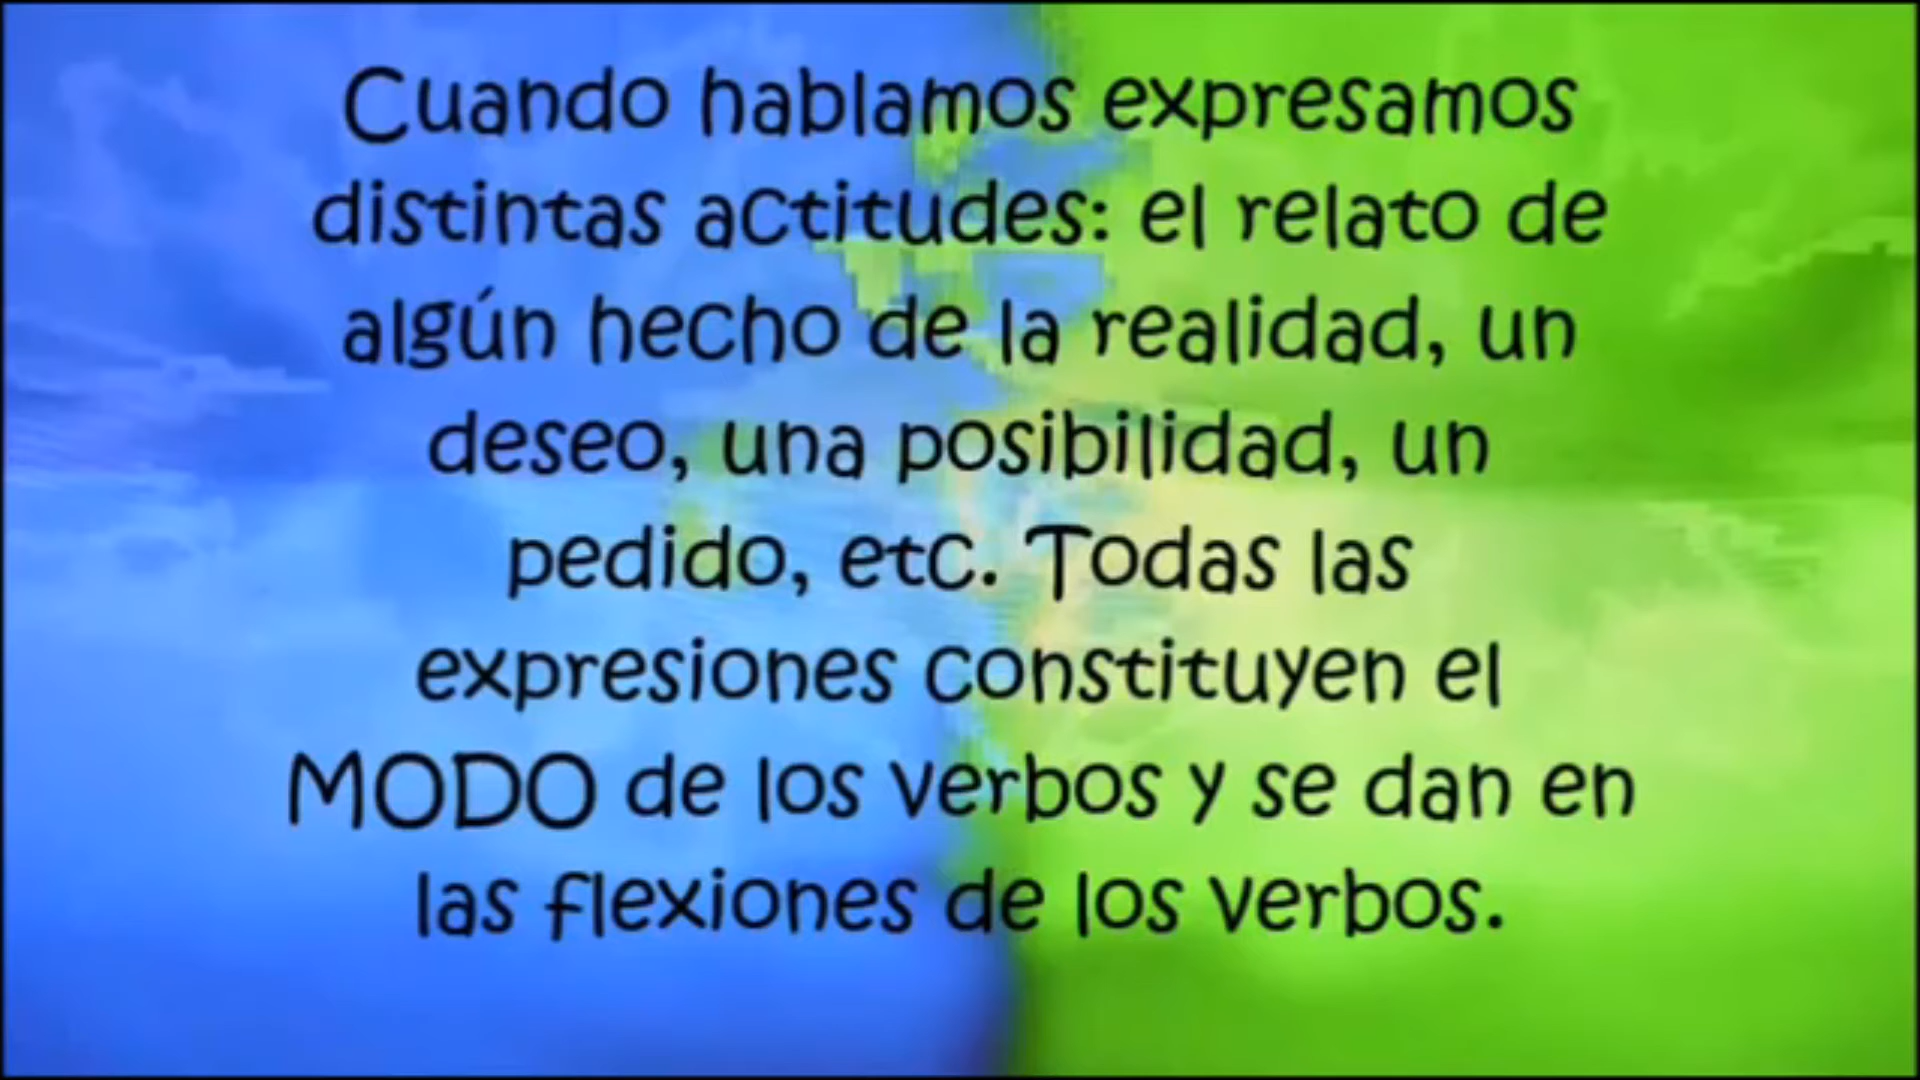 Cuando hablamos expresamos
distintas actitudes: el relato de
algún hecho de la realidad, un
deseo, una posibilidad, un
pedido, etc. Todas las
expresiones constituyen el
MODO de los verbos y se dan en
las flexiones de los verbos.